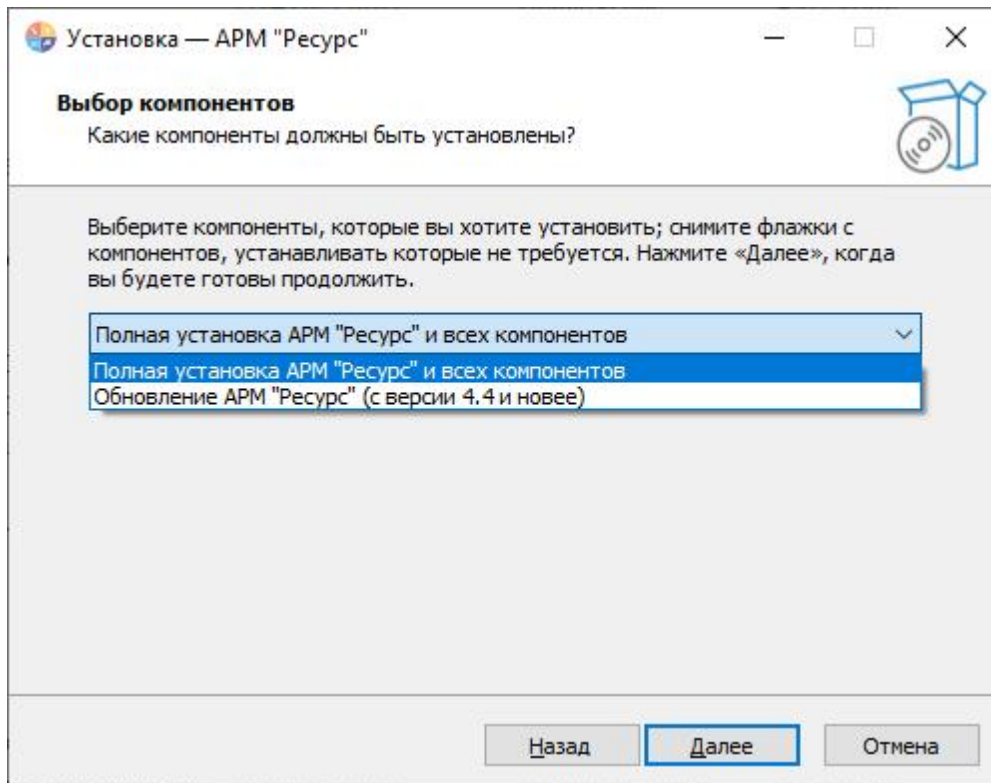 Установка — АРМ "Ресурс"
Выбор компонентов
Какие компоненты должны быть установлены?
Выберите компоненты, которые вы хотите установить; снимите флажки с
компонентов, устанавливать которые не требуется. Нажмите «Далее», когда
вы будете готовы продолжить.
Полная установка АРМ "Ресурс" и всех компонентов
Полная установка АРМ "Ресурс" и всех компонентов
Обновление АРМ "Ресурс" (с версии 4.4 и новее)
Назад Далее Отмена